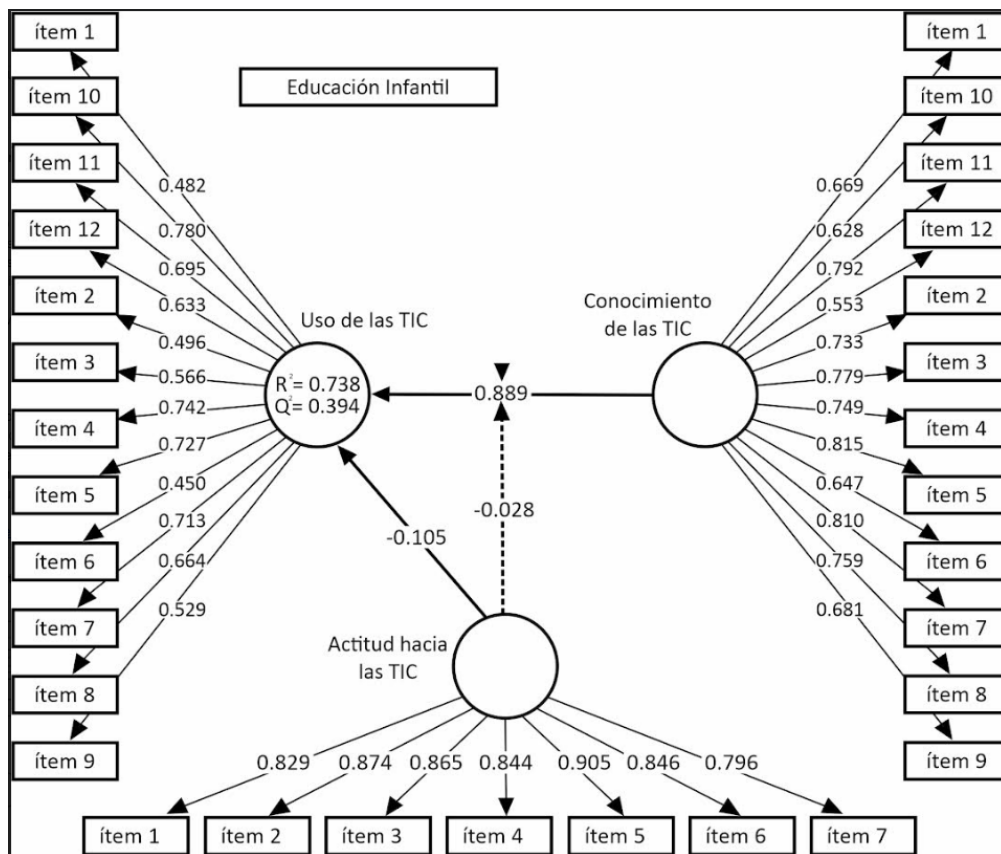 Educación Infantil
ítem 1
ítem 10
ítem 11
ítem 12
ítem 2
ítem 3
ítem 4
ítem 5
ítem 6
ítem 7
ítem 8
ítem 9
0.482
0.780
0.695
0.633
0.496
0.566
0.742
0.727
0.450
0.713
0.664
0.529
Uso de las TIC
R²= 0.738
Q²= 0.394
0.889
-0.028
-0.105
Conocimiento
de las TIC
0.669
0.628
0.792
0.553
0.733
0.779
0.749
0.815
0.647
0.810
0.759
0.681
ítem 1
ítem 10
ítem 11
ítem 12
ítem 2
ítem 3
ítem 4
ítem 5
ítem 6
ítem 7
ítem 8
ítem 9
Actitud hacia
las TIC
0.829 0.874 0.865 0.844 0.905 0.846 0.796
ítem 1 ítem 2 ítem 3 ítem 4 ítem 5 ítem 6 ítem 7